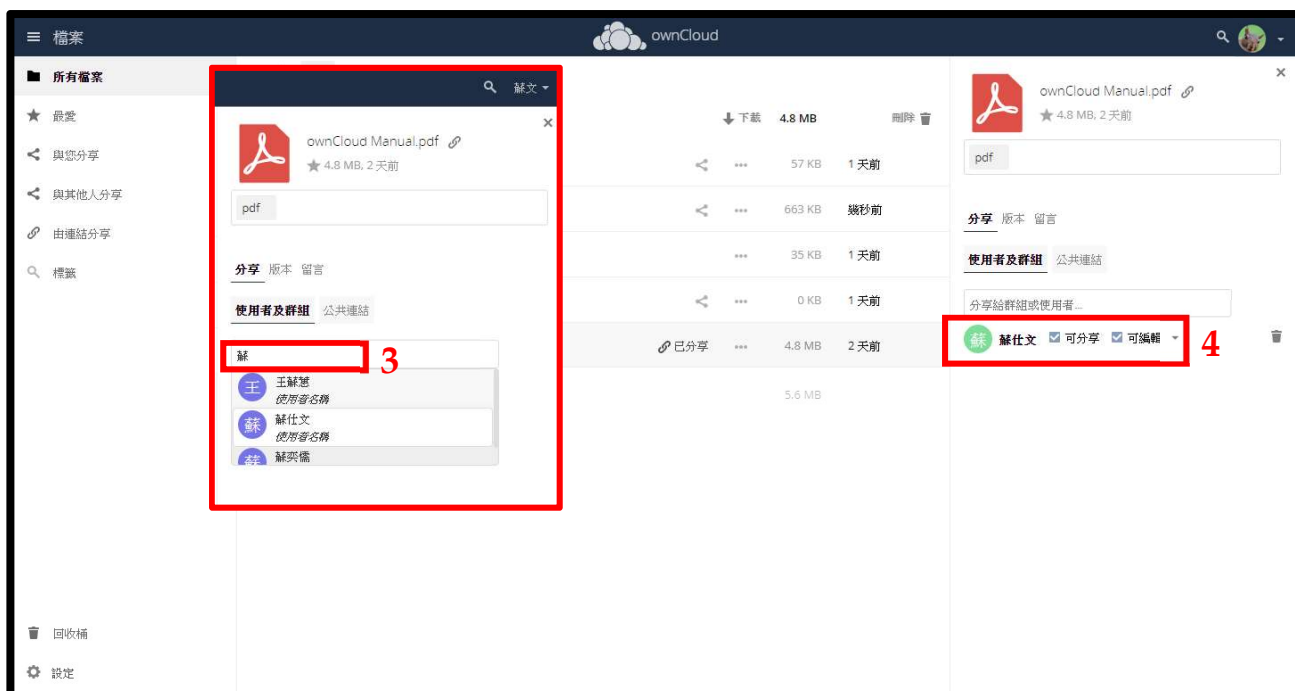 檔案
ownCloud
所有檔案
最愛
與您分享
與其他人分享
由連結分享
標籤
回收桶
設定
蘇文
ownCloud Manual.pdf
4.8 MB, 2 天前
pdf
分享 版本 留言
使用者及群組 公共連結
蘇
3
王 王蘇慧
使用者名稱
蘇 蘇仕文
使用者名稱
蘇 蘇奕儒
下載 4.8 MB 刪除
57 KB 1 天前
663 KB 幾秒前
35 KB 1 天前
0 KB 1 天前
已分享 4.8 MB 2 天前
5.6 MB
ownCloud Manual.pdf
4.8 MB, 2 天前
pdf
分享 版本 留言
使用者及群組 公共連結
分享給群組或使用者...
蘇 蘇仕文 可分享 可編輯 4